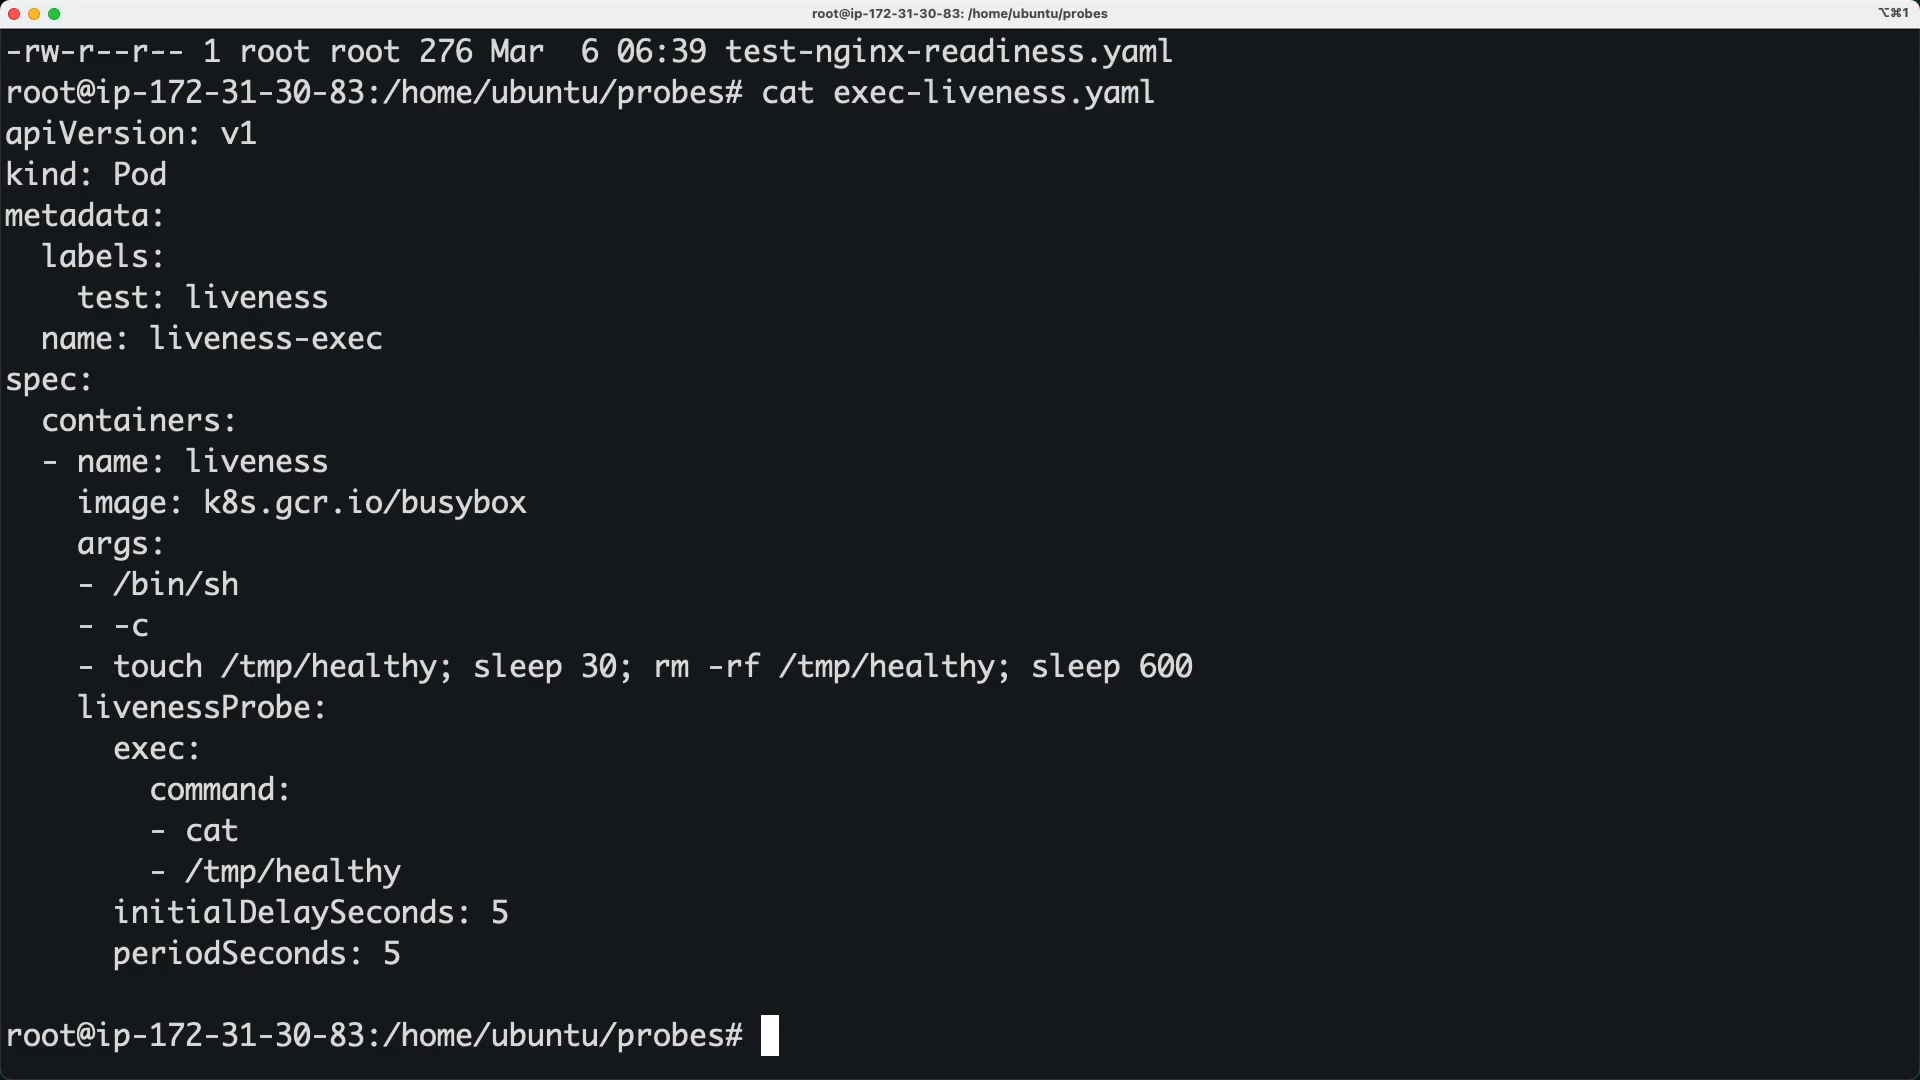 root@ip-172-31-30-83: /home/ubuntu/probes
⌥⌘1
-rw-r--r-- 1 root root 276 Mar  6 06:39 test-nginx-readiness.yaml
root@ip-172-31-30-83:/home/ubuntu/probes# cat exec-liveness.yaml
apiVersion: v1
kind: Pod
metadata:
  labels:
    test: liveness
  name: liveness-exec
spec:
  containers:
  - name: liveness
    image: k8s.gcr.io/busybox
    args:
    - /bin/sh
    - -c
    - touch /tmp/healthy; sleep 30; rm -rf /tmp/healthy; sleep 600
    livenessProbe:
      exec:
        command:
        - cat
        - /tmp/healthy
      initialDelaySeconds: 5
      periodSeconds: 5

root@ip-172-31-30-83:/home/ubuntu/probes#